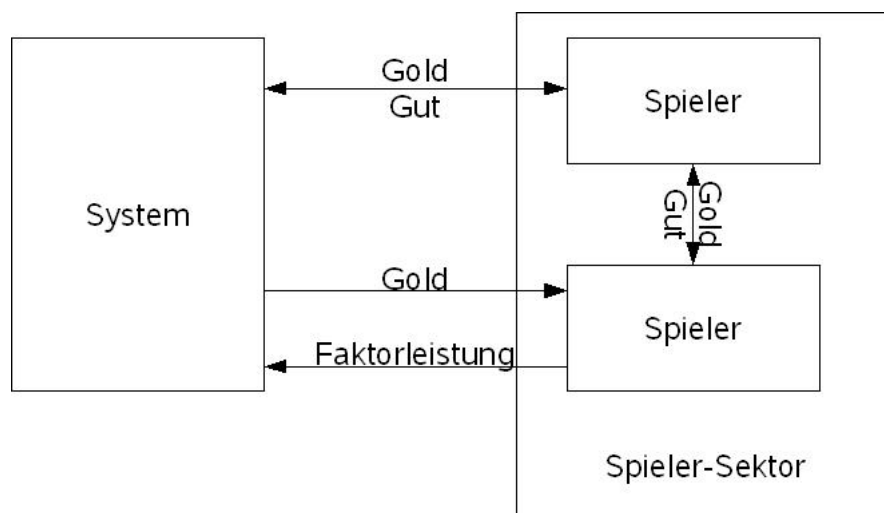 Gold
Gut
Spieler
System
Gold
Gut
Gold
Spieler
Faktorleistung
Spieler-Sektor